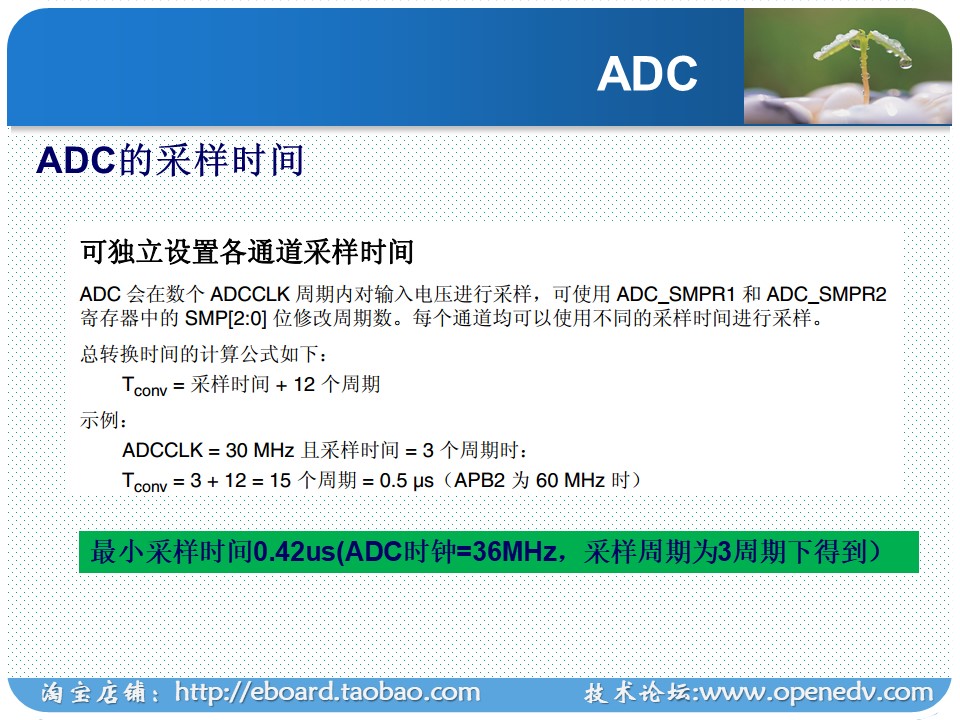 ADC
ADC的采样时间
可独立设置各通道采样时间
ADC 会在数个 ADCCLK 周期内对输入电压进行采样，可使用 ADC_SMPR1 和 ADC_SMPR2
寄存器中的 SMP[2:0] 位修改周期数。每个通道均可以使用不同的采样时间进行采样。
总转换时间的计算公式如下：
Tconv = 采样时间 + 12 个周期
示例：
ADCCLK = 30 MHz 且采样时间 = 3 个周期时：
Tconv = 3 + 12 = 15 个周期 = 0.5 µs（APB2 为 60 MHz 时）
最小采样时间0.42us(ADC时钟=36MHz，采样周期为3周期下得到）
淘宝店铺：http://eboard.taobao.com
技术论坛:www.openedv.com